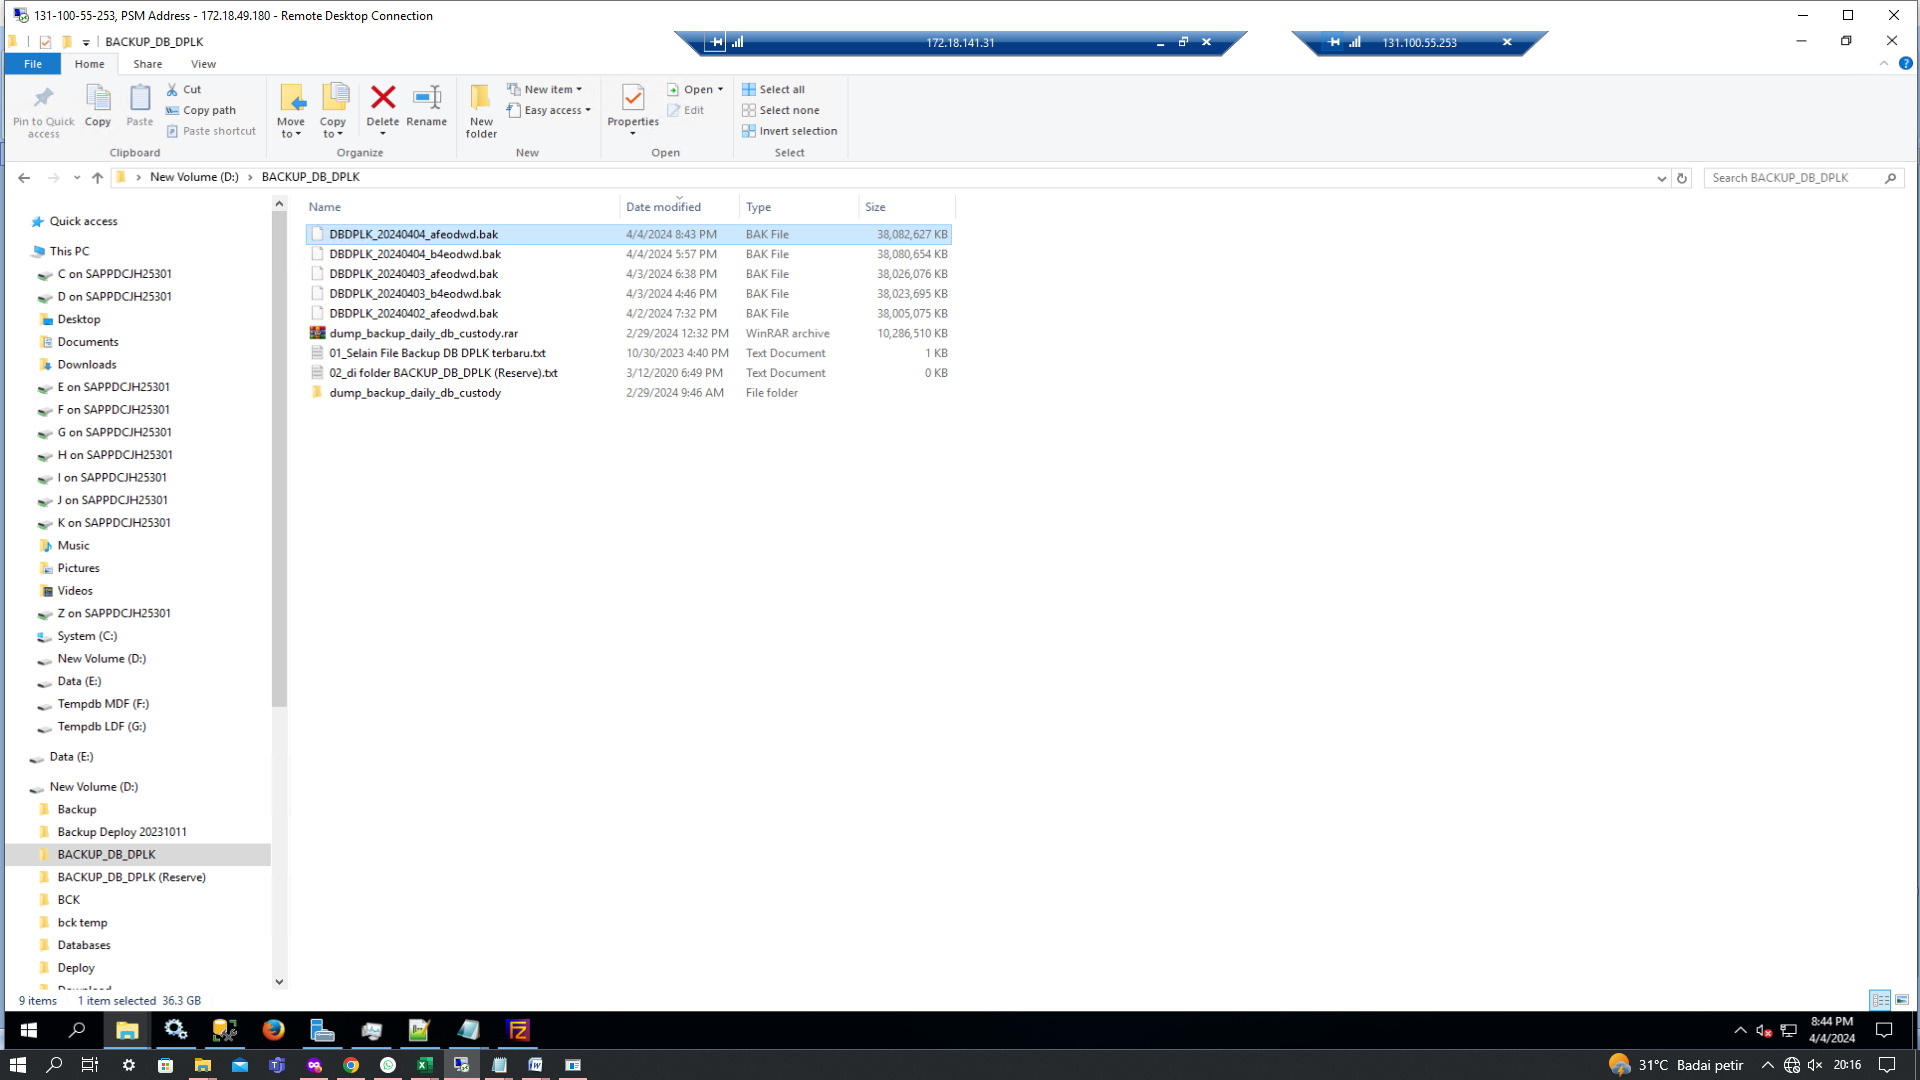 131-100-55-253, PSM Address - 172.18.49.180 - Remote Desktop Connection
BACKUP_DB_DPLK
172.18.141.31
131.100.55.253
File
Home
Share
View
Pin to Quick access
Copy
Paste
Cut
Copy path
Paste shortcut
Clipboard
Move to
Copy to
Delete
Rename
Organize
New folder
New item
Easy access
New
Properties
Open
Edit
Open
Select all
Select none
Invert selection
Select
New Volume (D:)
BACKUP_DB_DPLK
Search BACKUP_DB_DPLK
Name
Date modified
Type
Size
DBDPLK_20240404_afeodwd.bak 4/4/2024 8:43 PM BAK File 38,082,627 KB
DBDPLK_20240404_b4eodwd.bak 4/4/2024 5:57 PM BAK File 38,080,654 KB
DBDPLK_20240403_afeodwd.bak 4/3/2024 6:38 PM BAK File 38,026,076 KB
DBDPLK_20240403_b4eodwd.bak 4/3/2024 4:46 PM BAK File 38,023,695 KB
DBDPLK_20240402_afeodwd.bak 4/2/2024 7:32 PM BAK File 38,005,075 KB
dump_backup_daily_db_custody.rar 2/29/2024 12:32 PM WinRAR archive 10,286,510 KB
01_Selain File Backup DB DPLK terbaru.txt 10/30/2023 4:40 PM Text Document 1 KB
02_di folder BACKUP_DB_DPLK (Reserve).txt 3/12/2020 6:49 PM Text Document 0 KB
dump_backup_daily_db_custody 2/29/2024 9:46 AM File folder
Quick access
This PC
C on SAPPDCJH25301
D on SAPPDCJH25301
Desktop
Documents
Downloads
E on SAPPDCJH25301
F on SAPPDCJH25301
G on SAPPDCJH25301
H on SAPPDCJH25301
I on SAPPDCJH25301
J on SAPPDCJH25301
K on SAPPDCJH25301
Music
Pictures
Videos
Z on SAPPDCJH25301
System (C:)
New Volume (D:)
Data (E:)
Tempdb MDF (F:)
Tempdb LDF (G:)
Data (E:)
New Volume (D:)
Backup
Backup Deploy 20231011
BACKUP_DB_DPLK
BACKUP_DB_DPLK (Reserve)
BCK
bck temp
Databases
Deploy
9 items
1 item selected 36.3 GB
8:44 PM
4/4/2024
31°C Badai petir
20:16